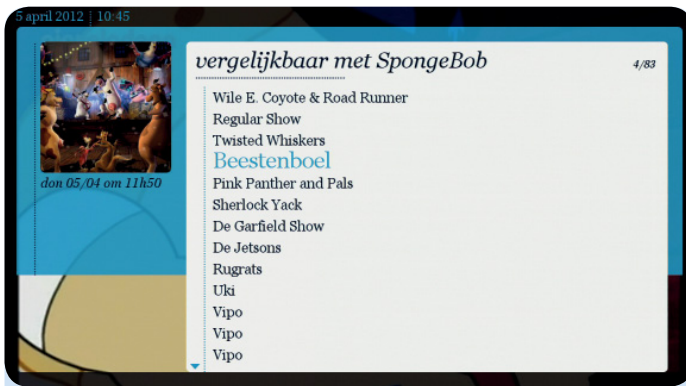 5 april 2012 10:45
vergelijkbaar met SpongeBob
4/83
Wile E. Coyote & Road Runner
Regular Show
Twisted Whiskers
Beestenboel
don 05/04 om 11h50
Pink Panther and Pals
Sherlock Yack
De Garfield Show
De Jetsons
Rugrats
Uki
Vipo
Vipo
Vipo